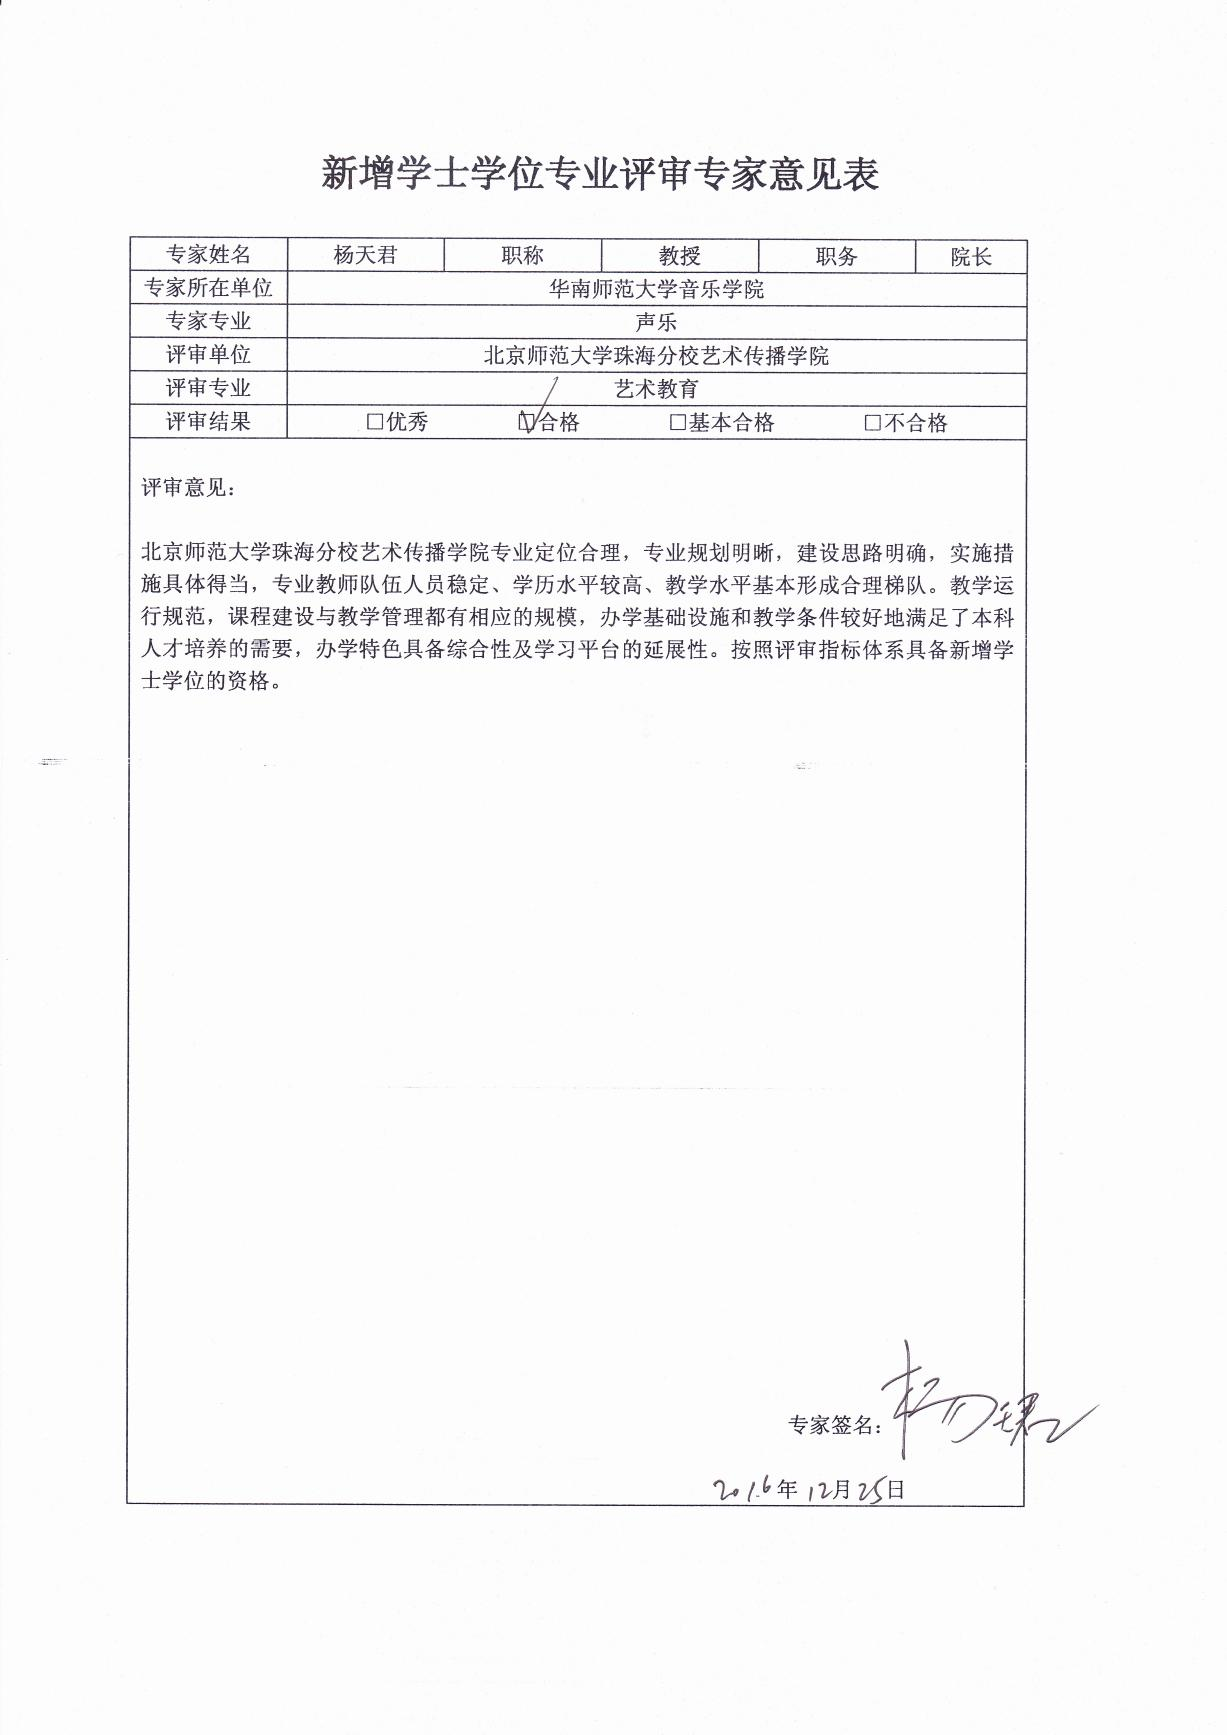 新增学士学位专业评审专家意见表
专家姓名 杨天君 职称 教授 职务 院长
专家所在单位 华南师范大学音乐学院
专家专业 声乐
评审单位 北京师范大学珠海分校艺术传播学院
评审专业 艺术教育
评审结果 □优秀 ☑合格 □基本合格 □不合格
评审意见：
北京师范大学珠海分校艺术传播学院专业定位合理，专业规划明晰，建设思路明确，实施措
施具体得当，专业教师队伍人员稳定、学历水平较高、教学水平基本形成合理梯队。教学运
行规范，课程建设与教学管理都有相应的规模，办学基础设施和教学条件较好地满足了本科
人才培养的需要，办学特色具备综合性及学习平台的延展性。按照评审指标体系具备新增学
士学位的资格。
专家签名：
2016年12月25日